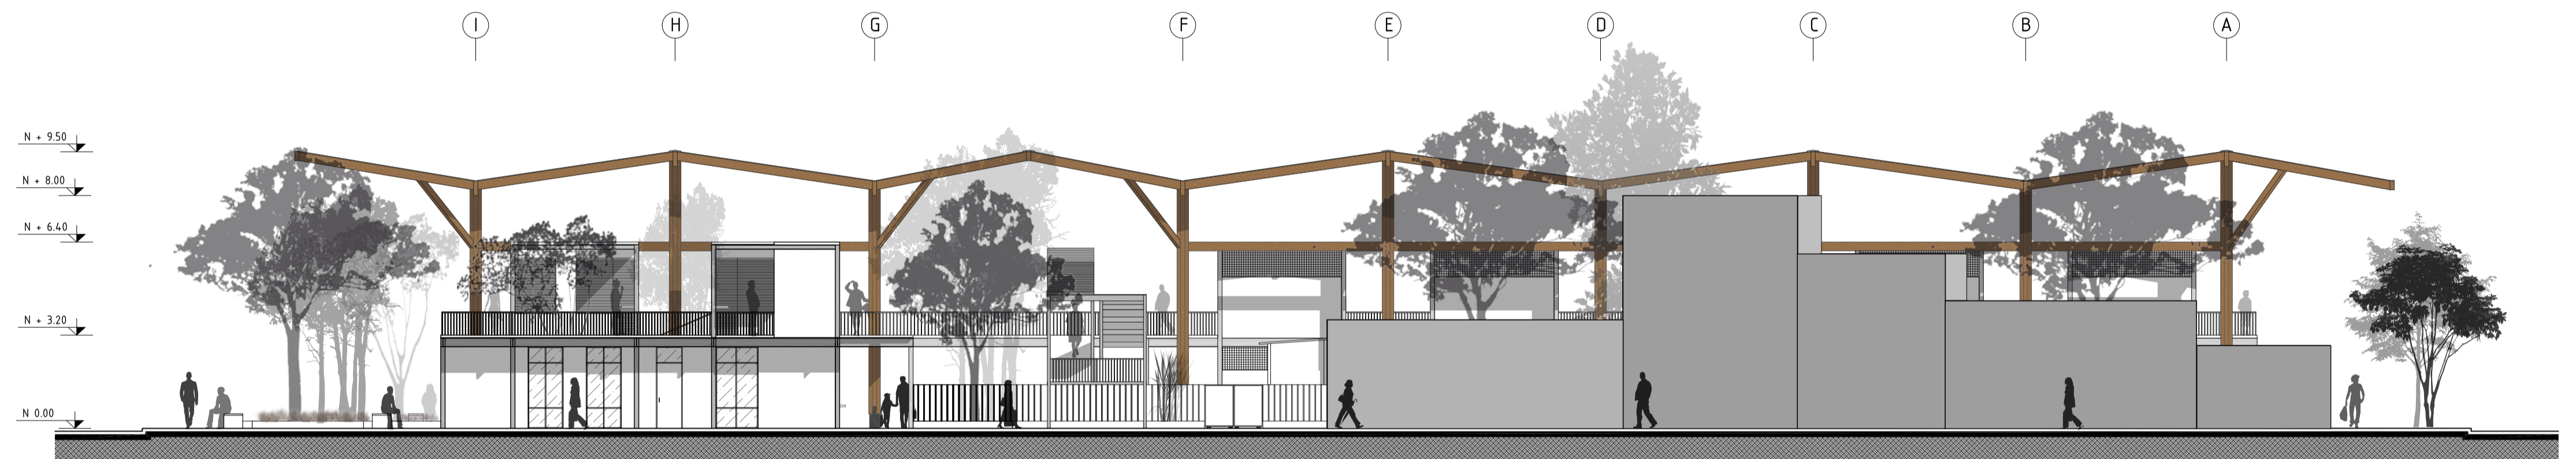 I H G F E D C B A
N + 9.50
N + 8.00
N + 6.40
N + 3.20
N 0.00